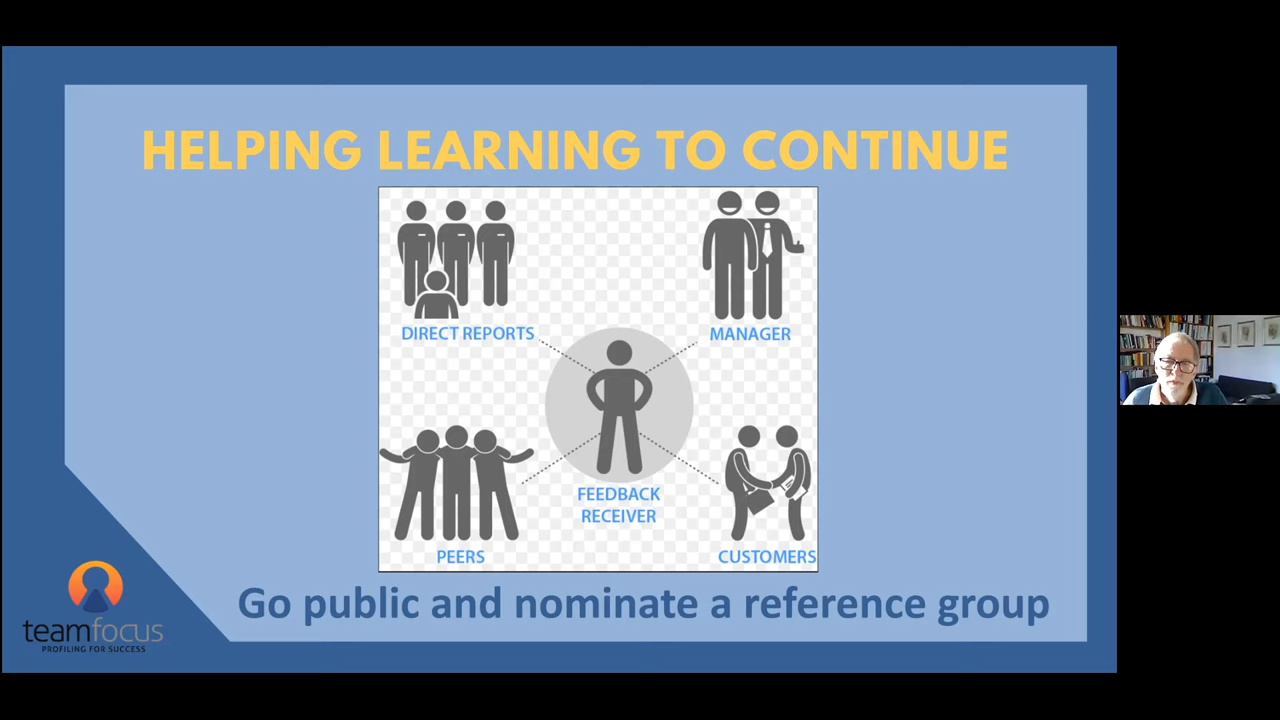 HELPING LEARNING TO CONTINUE
DIRECT REPORTS
MANAGER
FEEDBACK
RECEIVER
PEERS
CUSTOMERS
Go public and nominate a reference group
teamfocus
PROFILING FOR SUCCESS